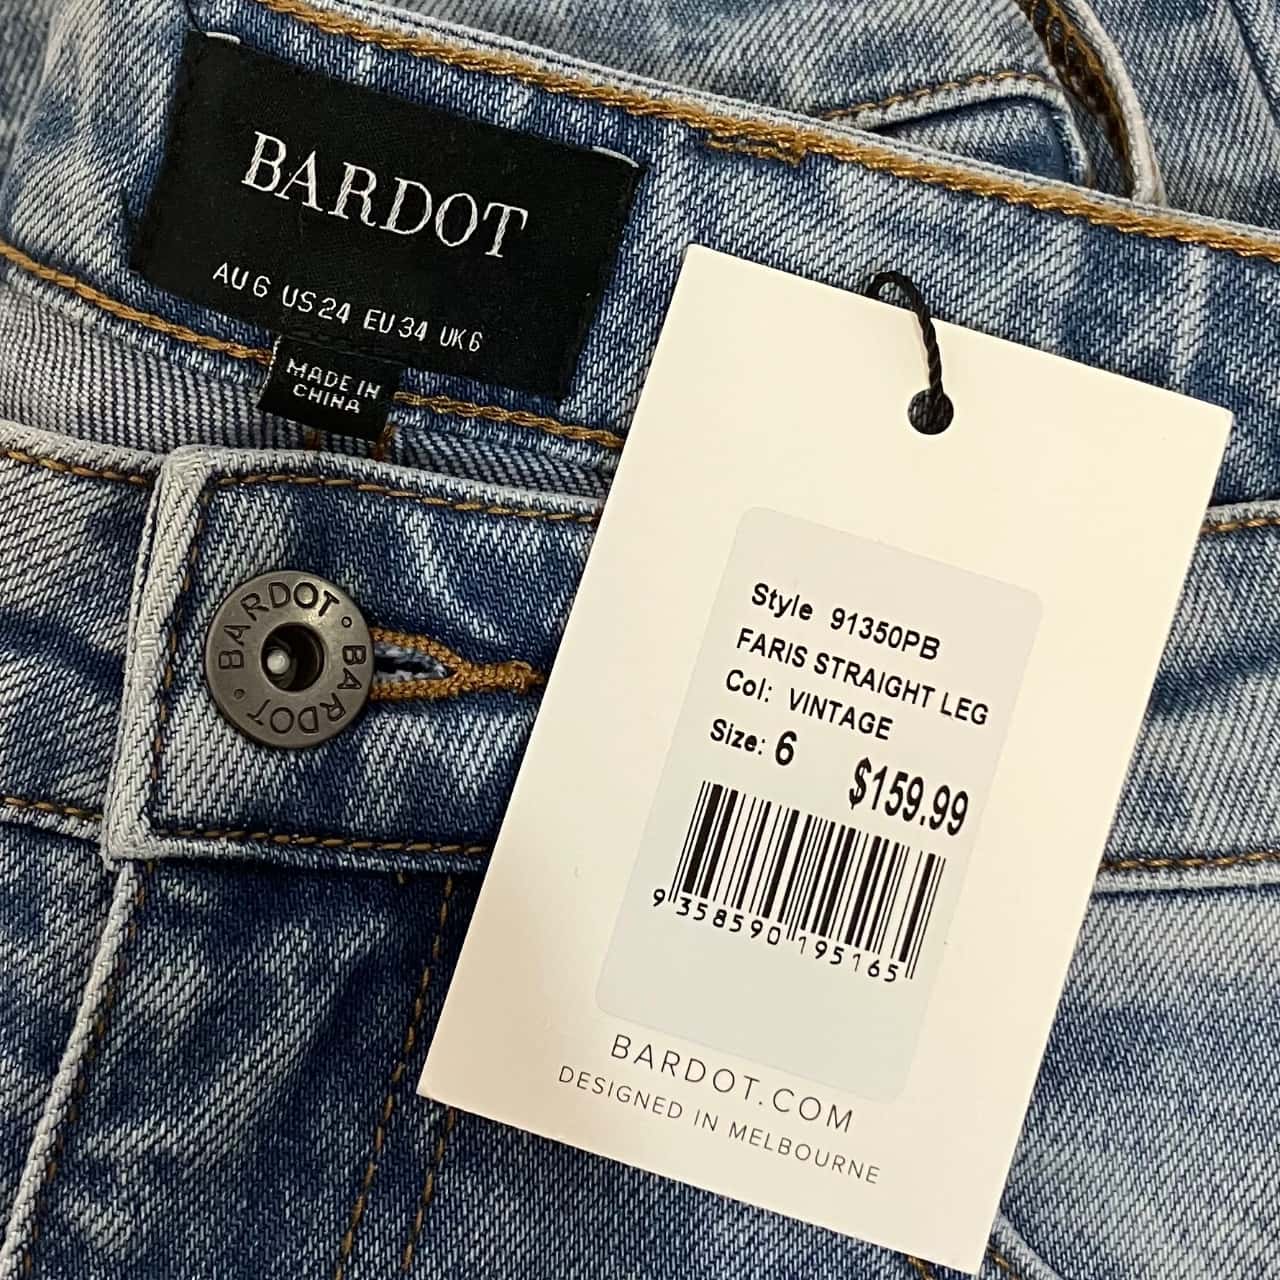 BARDOT
AU 6 US 24 EU 34 UK 6
MADE IN
CHINA
BARDOT • BARDOT •
Style 91350PB
FARIS STRAIGHT LEG
Col: VINTAGE
Size: 6
$159.99
9 358590 195165
BARDOT.COM
DESIGNED IN MELBOURNE